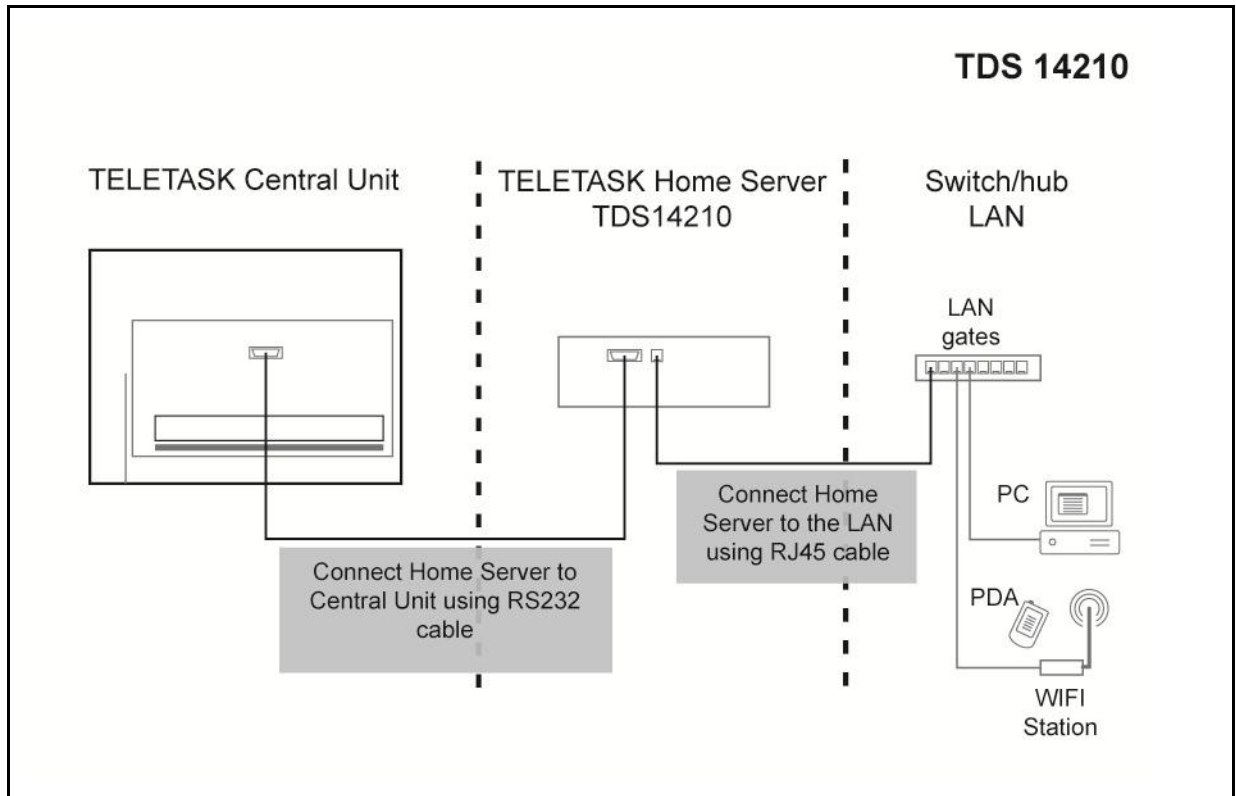 TDS 14210
TELETASK Central Unit
TELETASK Home Server
TDS14210
Switch/hub
LAN
LAN
gates
Connect Home
Server to the LAN
using RJ45 cable
PC
Connect Home Server to
Central Unit using RS232
cable
PDA
WIFI
Station